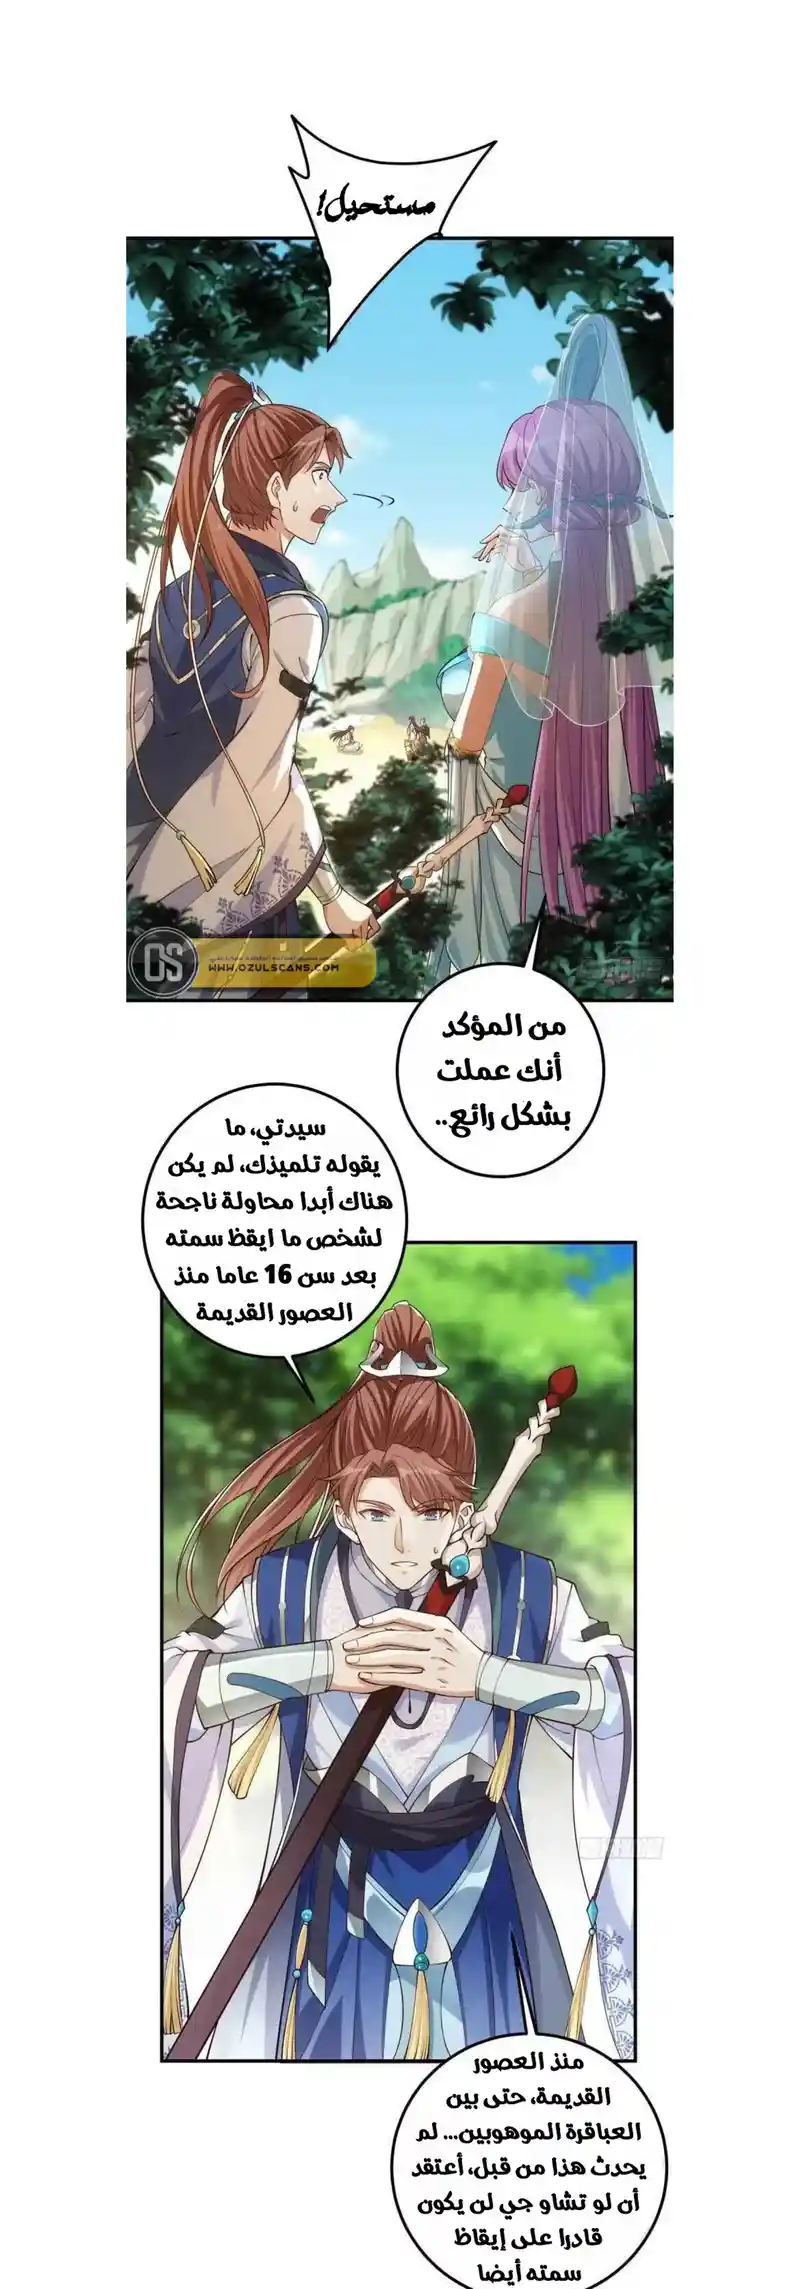 مستحيل!
WWW.OZULSCANS.COM
من المؤكد
أنك عملت
بشكل رائع..
سيدتي، ما
يقوله تلميذك، لم يكن
هناك أبدا محاولة ناجحة
لشخص ما ايقظ سمته
بعد سن 16 عاما منذ
العصور القديمة
منذ العصور
القديمة، حتى بين
العباقرة الموهوبين... لم
يحدث هذا من قبل، أعتقد
أن لو تشاو جي لن يكون
قادرا على إيقاظ
سمته أيضا